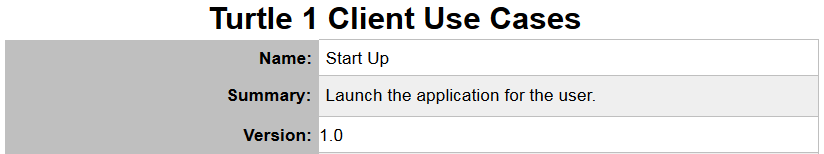 Turtle 1 Client Use Cases
Name: Start Up
Summary: Launch the application for the user.
Version: 1.0